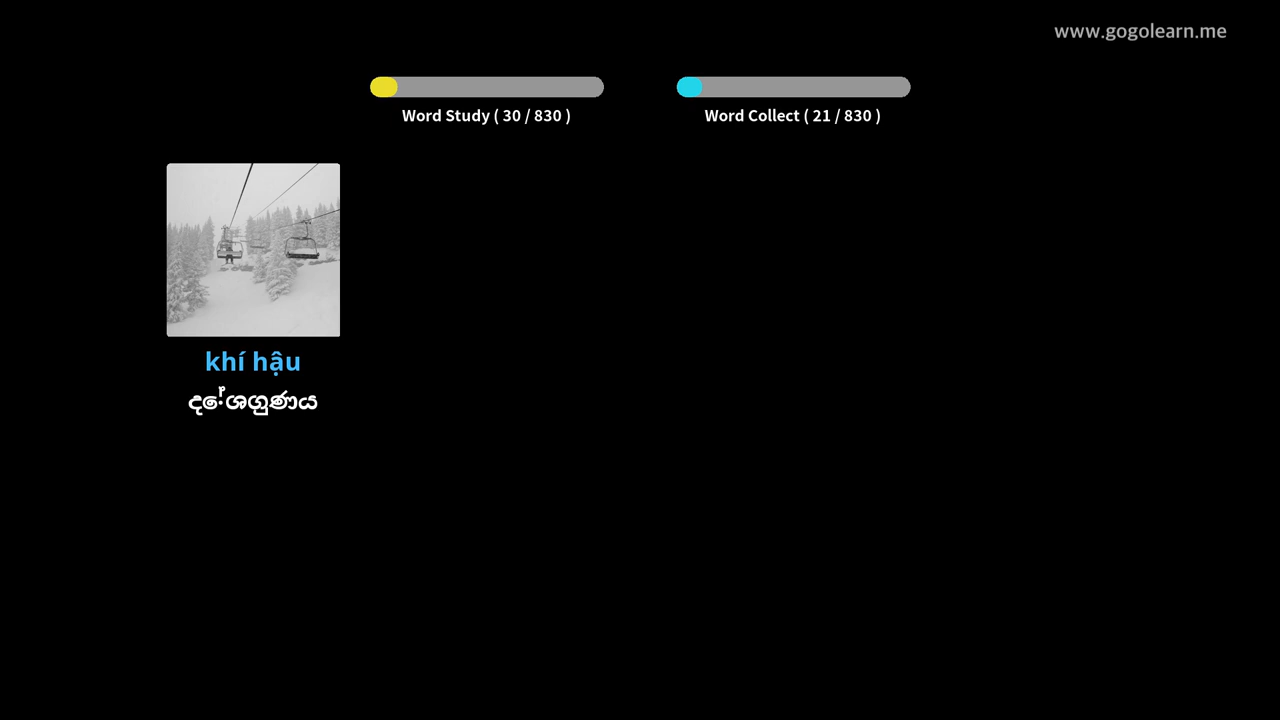 www.gogolearn.me
Word Study ( 30 / 830 )
Word Collect ( 21 / 830 )
khí hậu
දේශගුණය